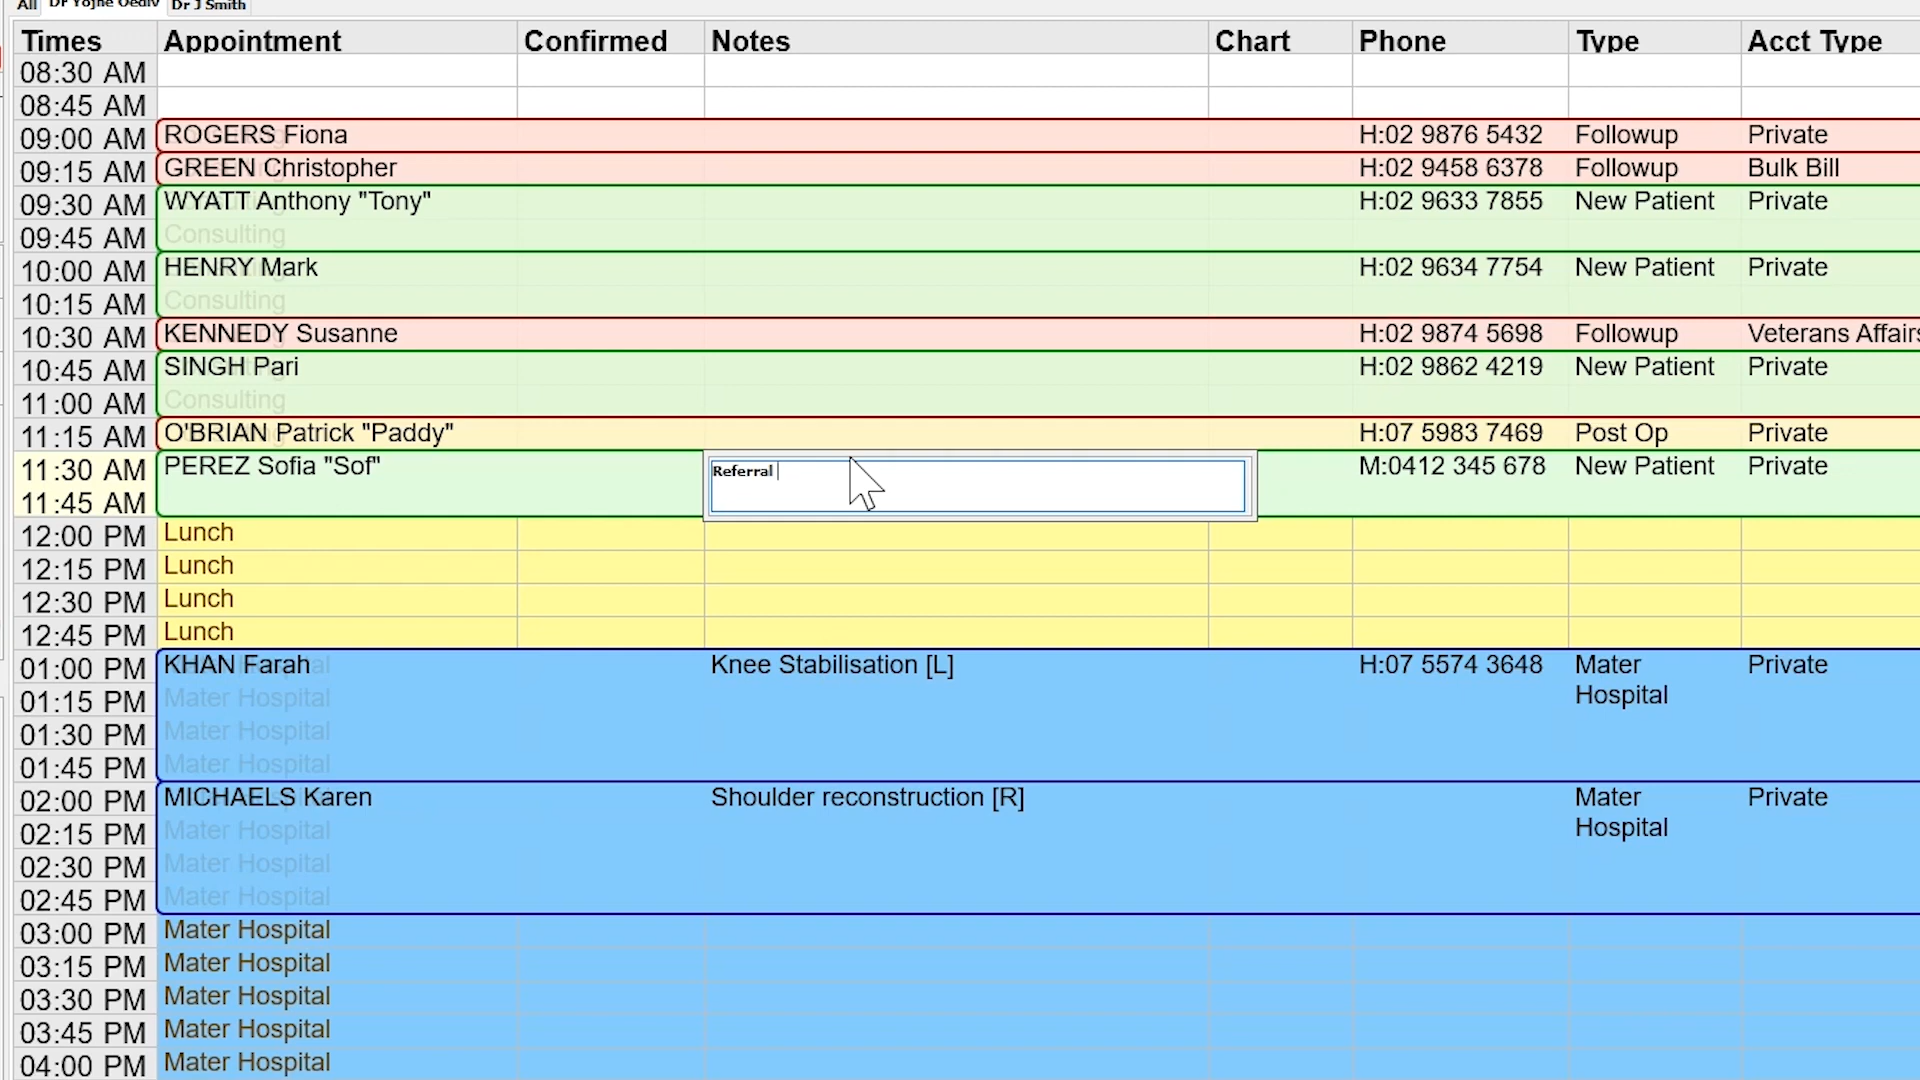 All Dr Yojne Oediv Dr J Smith
Times Appointment Confirmed Notes Chart Phone Type Acct Type
08:30 AM
08:45 AM
09:00 AM ROGERS Fiona H:02 9876 5432 Followup Private
09:15 AM GREEN Christopher H:02 9458 6378 Followup Bulk Bill
09:30 AM WYATT Anthony "Tony" H:02 9633 7855 New Patient Private
09:45 AM Consulting
10:00 AM HENRY Mark H:02 9634 7754 New Patient Private
10:15 AM Consulting
10:30 AM KENNEDY Susanne H:02 9874 5698 Followup Veterans Affairs
10:45 AM SINGH Pari H:02 9862 4219 New Patient Private
11:00 AM Consulting
11:15 AM O'BRIAN Patrick "Paddy" H:07 5983 7469 Post Op Private
11:30 AM PEREZ Sofia "Sof" Referral M:0412 345 678 New Patient Private
11:45 AM
12:00 PM Lunch
12:15 PM Lunch
12:30 PM Lunch
12:45 PM Lunch
01:00 PM KHAN Farah Knee Stabilisation [L] H:07 5574 3648 Mater Private
01:15 PM Mater Hospital Hospital
01:30 PM Mater Hospital
01:45 PM Mater Hospital
02:00 PM MICHAELS Karen Shoulder reconstruction [R] Mater Private
02:15 PM Mater Hospital Hospital
02:30 PM Mater Hospital
02:45 PM Mater Hospital
03:00 PM Mater Hospital
03:15 PM Mater Hospital
03:30 PM Mater Hospital
03:45 PM Mater Hospital
04:00 PM Mater Hospital